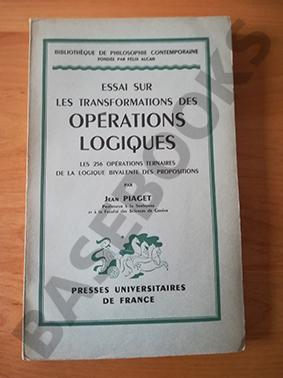 BIBLIOTHÈQUE DE PHILOSOPHIE CONTEMPORAINE
FONDÉE PAR FÉLIX ALCAN
ESSAI SUR
LES TRANSFORMATIONS DES
OPÉRATIONS
LOGIQUES
LES 256 OPÉRATIONS TERNAIRES
DE LA LOGIQUE BIVALENTE DES PROPOSITIONS
PAR
JEAN PIAGET
Professeur à la Sorbonne
et à la Faculté des Sciences de Genève
PRESSES UNIVERSITAIRES
DE FRANCE
BASEBOOKS